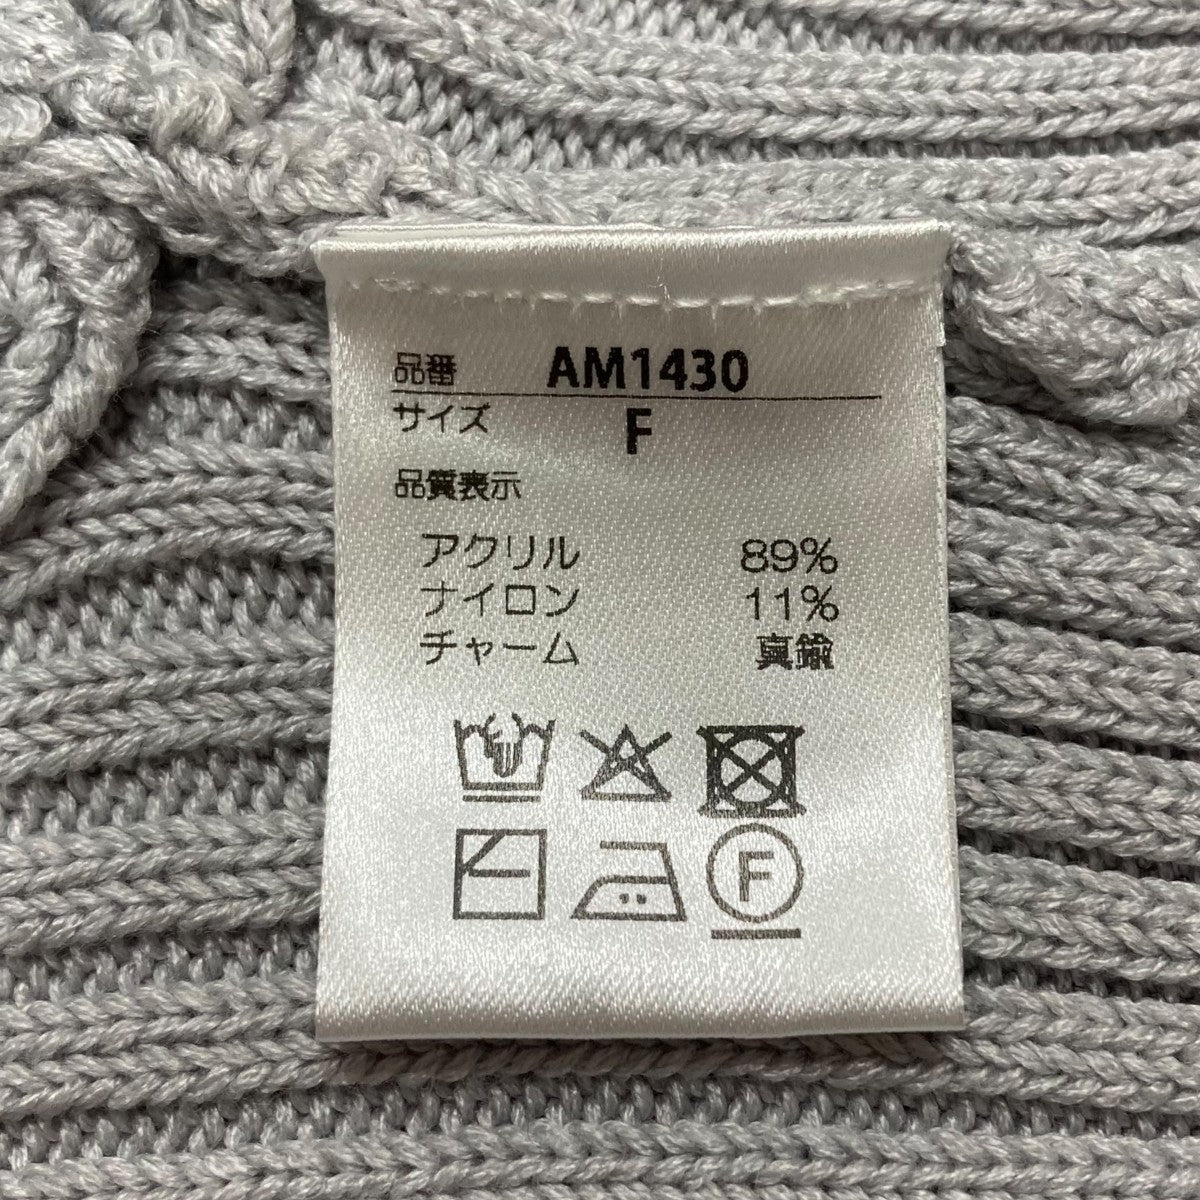 品番 AM1430
サイズ F
品質表示
アクリル 89%
ナイロン 11%
チャーム 真鍮
F